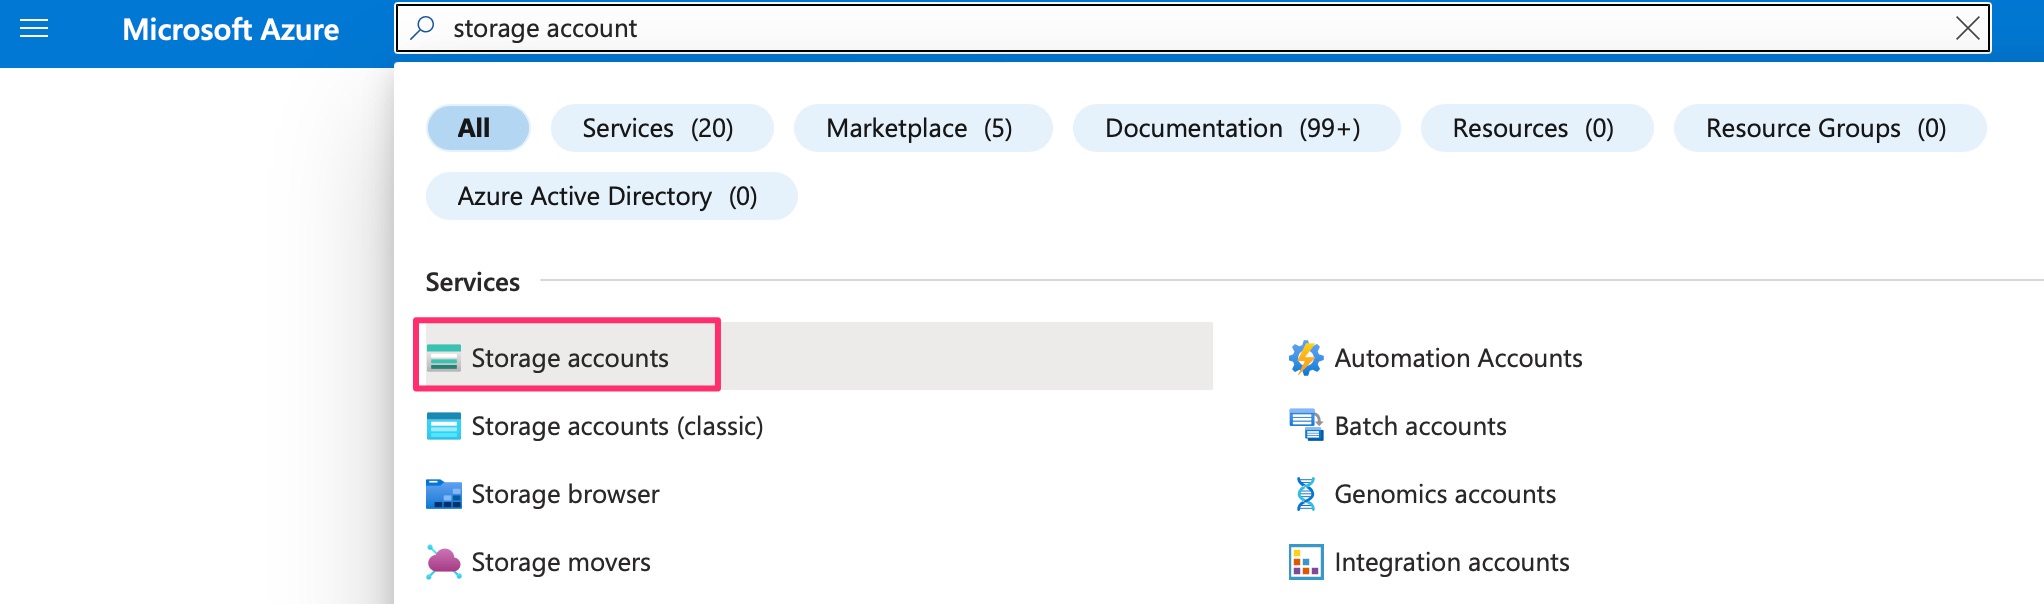 Microsoft Azure
storage account
All Services (20) Marketplace (5) Documentation (99+) Resources (0) Resource Groups (0)
Azure Active Directory (0)
Services
Storage accounts Automation Accounts
Storage accounts (classic) Batch accounts
Storage browser Genomics accounts
Storage movers Integration accounts